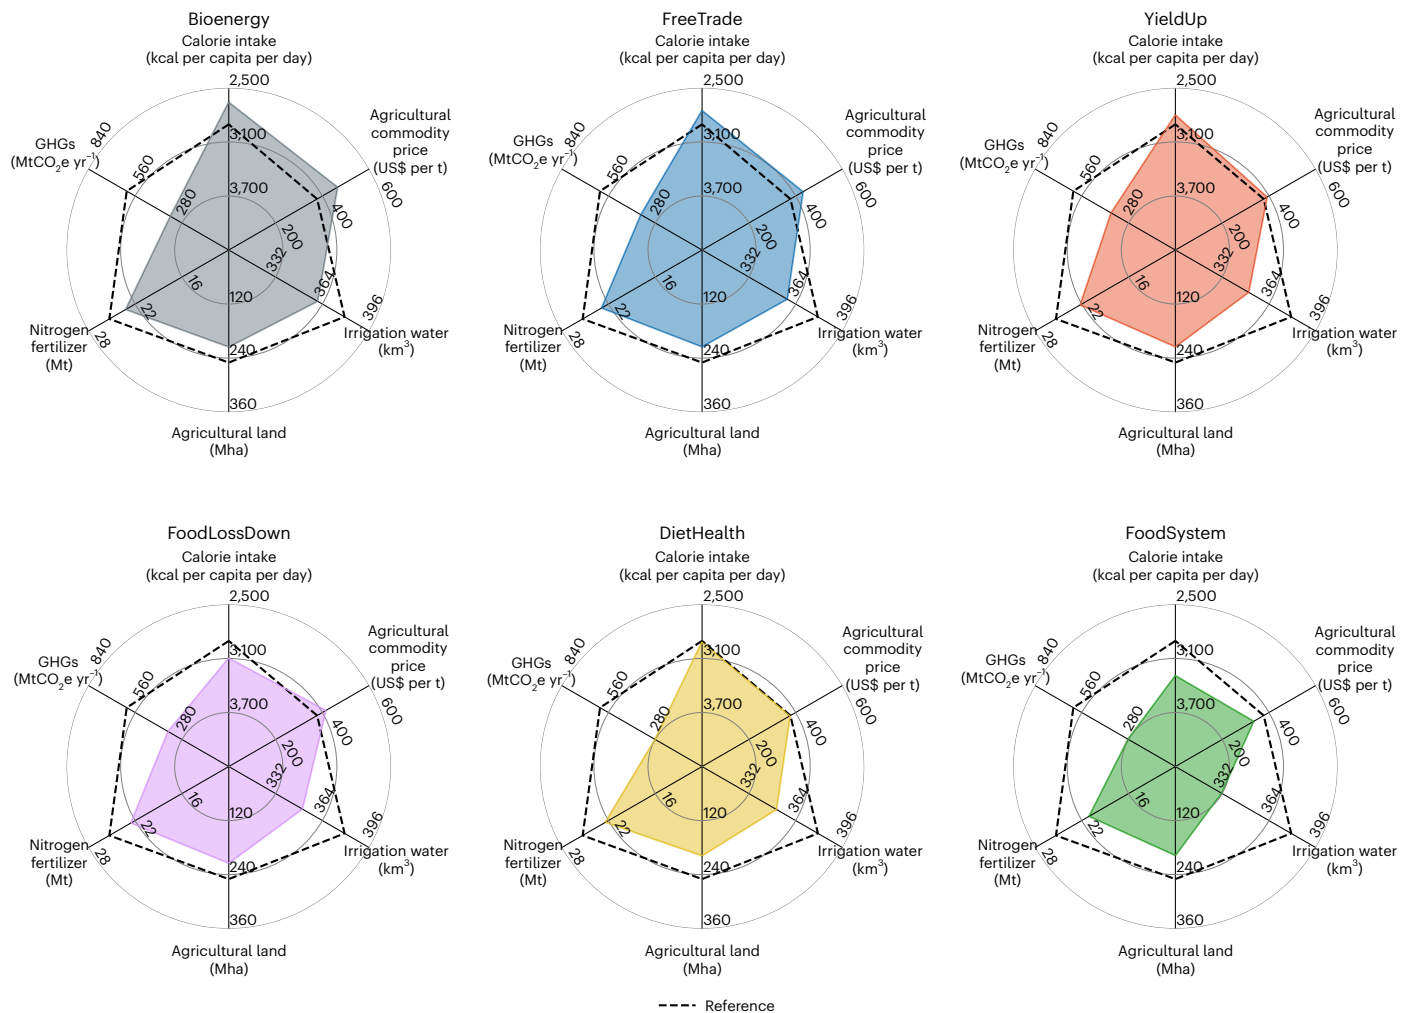 Bioenergy
Calorie intake
(kcal per capita per day)
2,500
3,100
3,700
Agricultural
commodity
price
(US$ per t)
600
400
200
332
364
396
Irrigation water
(km³)
120
240
360
Agricultural land
(Mha)
16
22
28
Nitrogen
fertilizer
(Mt)
280
560
840
GHGs
(MtCO₂e yr⁻¹)
FreeTrade
Calorie intake
(kcal per capita per day)
2,500
3,100
3,700
Agricultural
commodity
price
(US$ per t)
600
400
200
332
364
396
Irrigation water
(km³)
120
240
360
Agricultural land
(Mha)
16
22
28
Nitrogen
fertilizer
(Mt)
280
560
840
GHGs
(MtCO₂e yr⁻¹)
YieldUp
Calorie intake
(kcal per capita per day)
2,500
3,100
3,700
Agricultural
commodity
price
(US$ per t)
600
400
200
332
364
396
Irrigation water
(km³)
120
240
360
Agricultural land
(Mha)
16
22
28
Nitrogen
fertilizer
(Mt)
280
560
840
GHGs
(MtCO₂e yr⁻¹)
FoodLossDown
Calorie intake
(kcal per capita per day)
2,500
3,100
3,700
Agricultural
commodity
price
(US$ per t)
600
400
200
332
364
396
Irrigation water
(km³)
120
240
360
Agricultural land
(Mha)
16
22
28
Nitrogen
fertilizer
(Mt)
280
560
840
GHGs
(MtCO₂e yr⁻¹)
DietHealth
Calorie intake
(kcal per capita per day)
2,500
3,100
3,700
Agricultural
commodity
price
(US$ per t)
600
400
200
332
364
396
Irrigation water
(km³)
120
240
360
Agricultural land
(Mha)
16
22
28
Nitrogen
fertilizer
(Mt)
280
560
840
GHGs
(MtCO₂e yr⁻¹)
FoodSystem
Calorie intake
(kcal per capita per day)
2,500
3,100
3,700
Agricultural
commodity
price
(US$ per t)
600
400
200
332
364
396
Irrigation water
(km³)
120
240
360
Agricultural land
(Mha)
16
22
28
Nitrogen
fertilizer
(Mt)
280
560
840
GHGs
(MtCO₂e yr⁻¹)
Reference